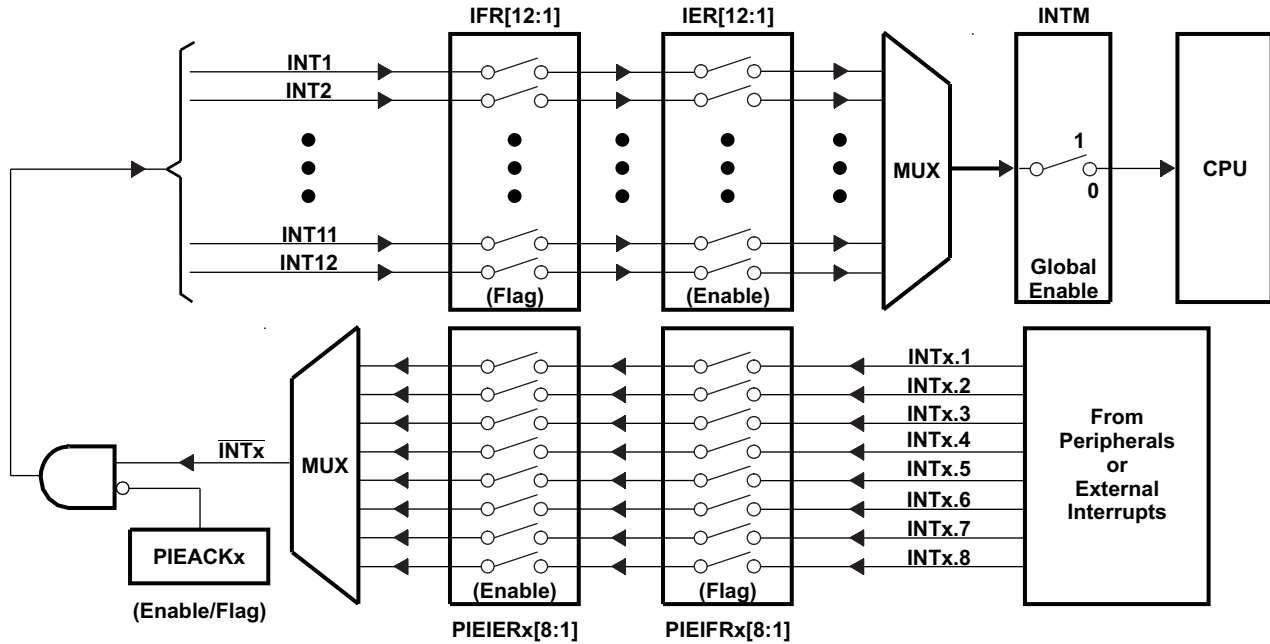 IFR[12:1]
IER[12:1]
INTM
INT1
INT2
1
MUX
CPU
0
INT11
INT12
Global
Enable
(Flag)
(Enable)
INTx.1
INTx.2
INTx.3
INTx.4
INTx.5
INTx.6
INTx.7
INTx.8
From
Peripherals
or
External
Interrupts
INTx
MUX
PIEACKx
(Enable/Flag)
(Enable)
(Flag)
PIEIERx[8:1]
PIEIFRx[8:1]